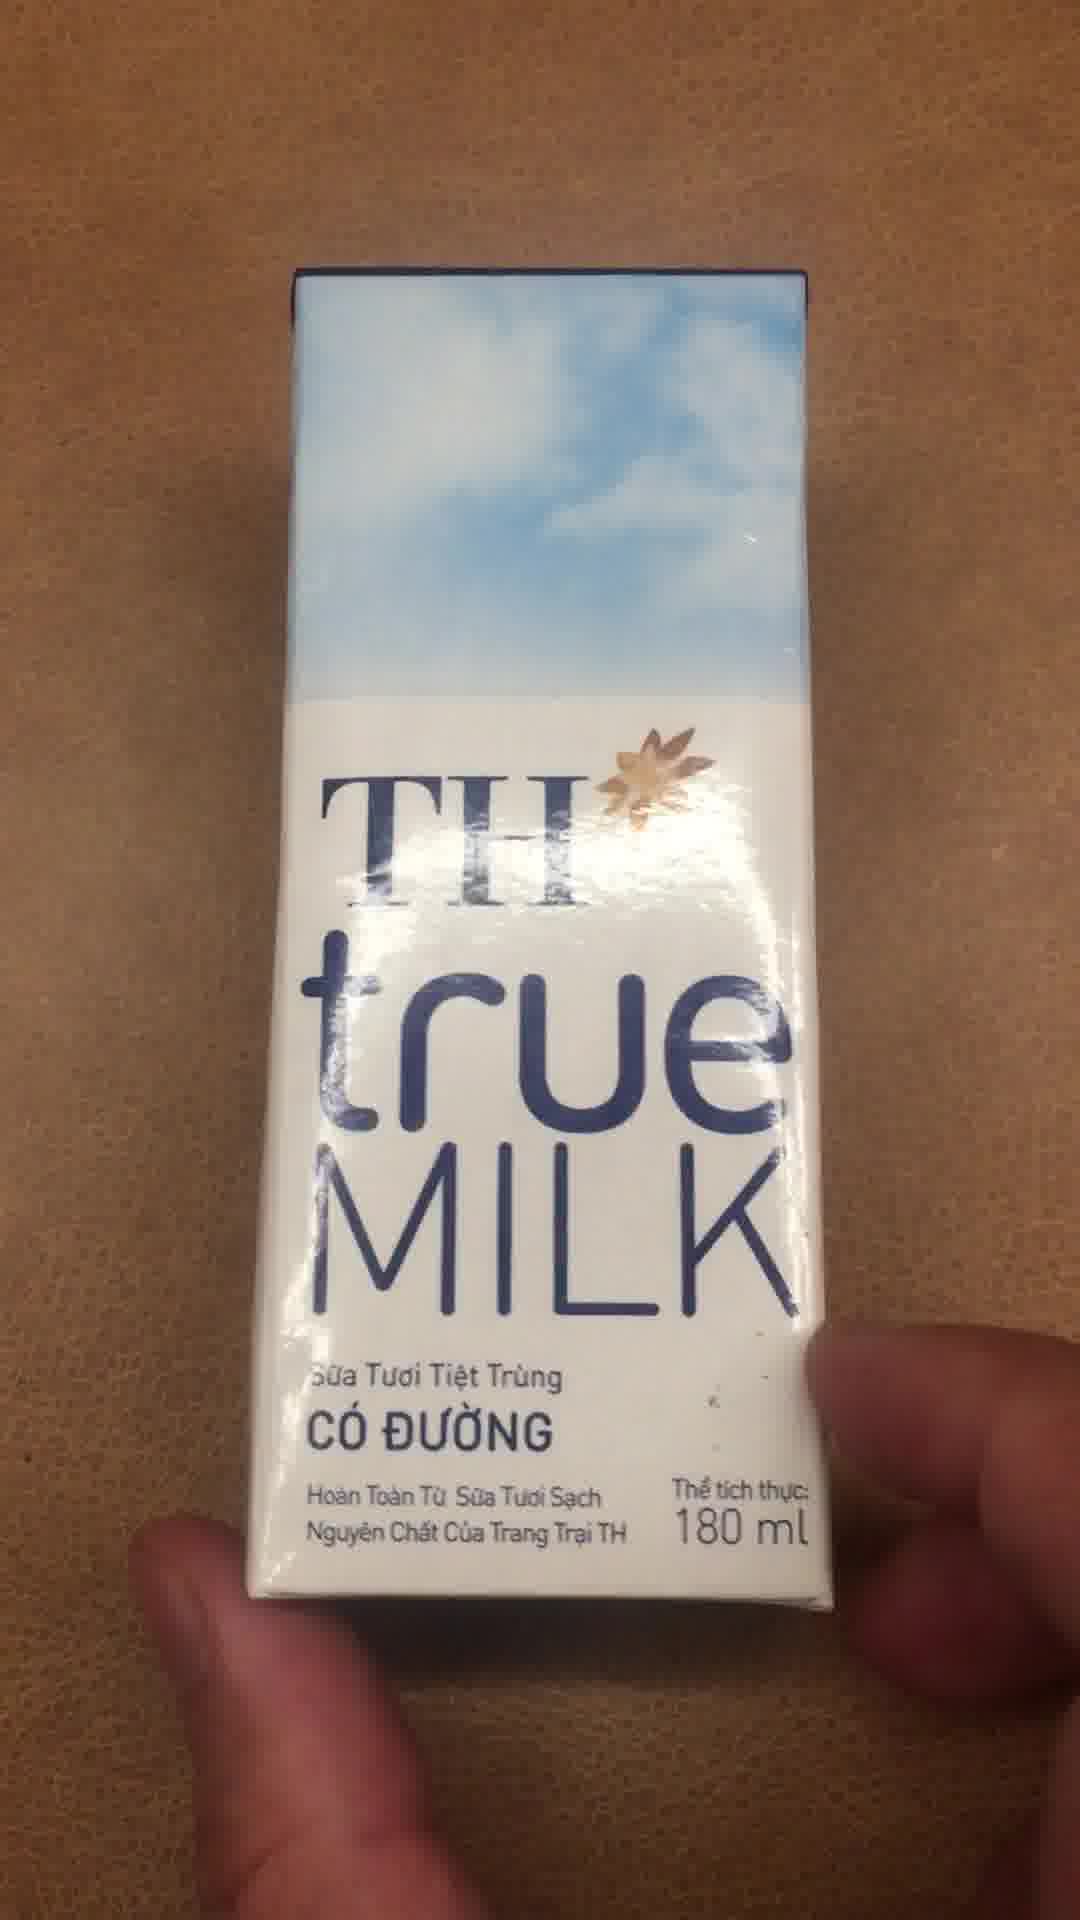 TH
true
MILK
Sữa Tươi Tiệt Trùng
CÓ ĐƯỜNG
Hoàn Toàn Từ Sữa Tươi Sạch
Nguyên Chất Của Trang Trại TH
Thể tích thực:
180 ml